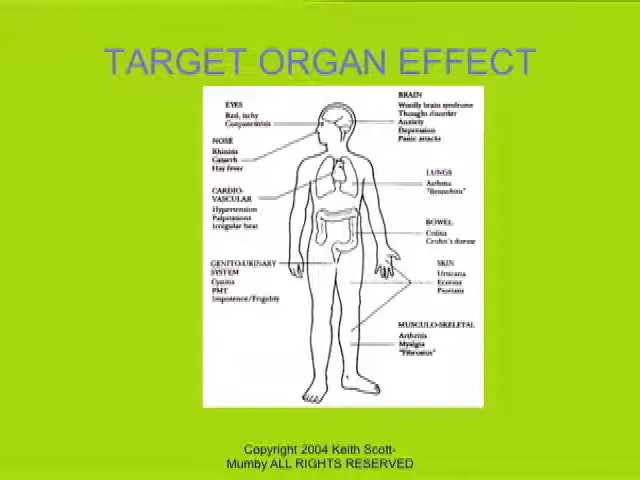 TARGET ORGAN EFFECT
EYES
Red, itchy
Conjunctivitis
NOSE
Rhinitis
Catarrh
Hay fever
CARDIO-
VASCULAR
Hypertension
Palpitations
Irregular beat
GENITO-URINARY
SYSTEM
Cystitis
PMT
Impotence/Frigidity
BRAIN
Woolly brain syndrome
Thought disorder
Anxiety
Depression
Panic attacks
LUNGS
Asthma
"Bronchitis"
BOWEL
Colitis
Crohn's disease
SKIN
Urticaria
Eczema
Psoriasis
MUSCULO-SKELETAL
Arthritis
Myalgia
"Fibrositis"
Copyright 2004 Keith Scott-
Mumby ALL RIGHTS RESERVED